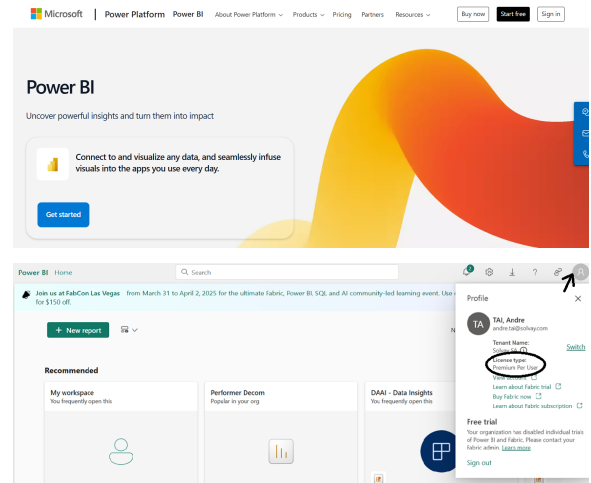 Microsoft Power Platform Power BI About Power Platform Products Pricing Partners Resources Buy now Start free Sign in
Power BI
Uncover powerful insights and turn them into impact
Connect to and visualize any data, and seamlessly infuse
visuals into the apps you use every day.
Get started
Power BI Home Search 2 ?
Join us at FabCon Las Vegas from March 31 to April 2, 2025 for the ultimate Fabric, Power BI, SQL and AI community-led learning event. Use
for $150 off.
+ New report
Recommended
My workspace
You frequently open this
Performer Decom
Popular in your org
DAAI - Data Insights
You frequently open this
Profile
TA
TAI, Andre
andre.tai@solvay.com
Tenant Name:
Solvay SA
Switch
License type:
Premium Per User
View account
Learn about Fabric trial
Buy Fabric now
Learn about Fabric subscription
Free trial
Your organization has disabled individual trials
of Power BI and Fabric. Please contact your
Fabric admin. Learn more
Sign out